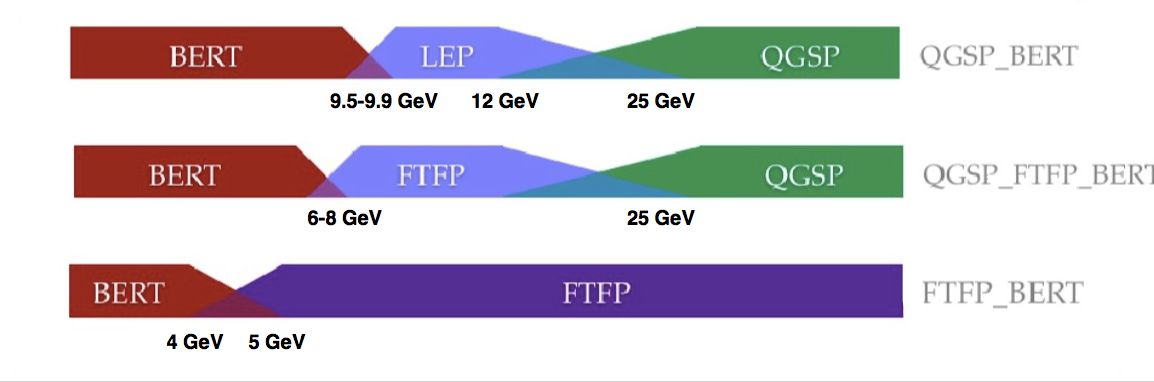 BERT LEP QGSP QGSP_BERT
9.5-9.9 GeV 12 GeV 25 GeV
BERT FTFP QGSP QGSP_FTFP_BERT
6-8 GeV 25 GeV
BERT FTFP FTFP_BERT
4 GeV 5 GeV